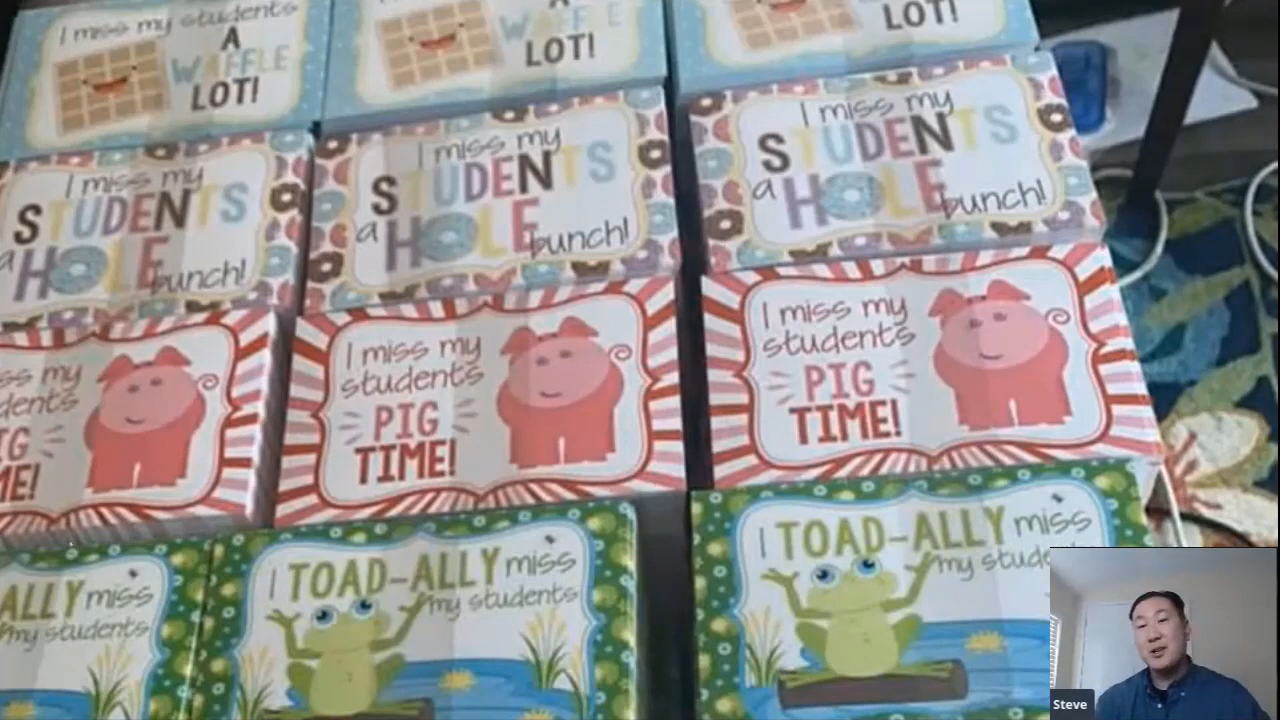 I miss my students
A
WAFFLE
LOT!
A
WAFFLE
LOT!
LOT!
I miss my
STUDENTS
a HOLE
bunch!
I miss my
STUDENTS
a HOLE
bunch!
I miss my
STUDENTS
a HOLE
bunch!
miss my
students
PIG
TIME!
I miss my
students
PIG
TIME!
I miss my
students
PIG
TIME!
ALLY miss
my students
I TOAD-ALLY miss
my students
I TOAD-ALLY miss
my stude
Steve